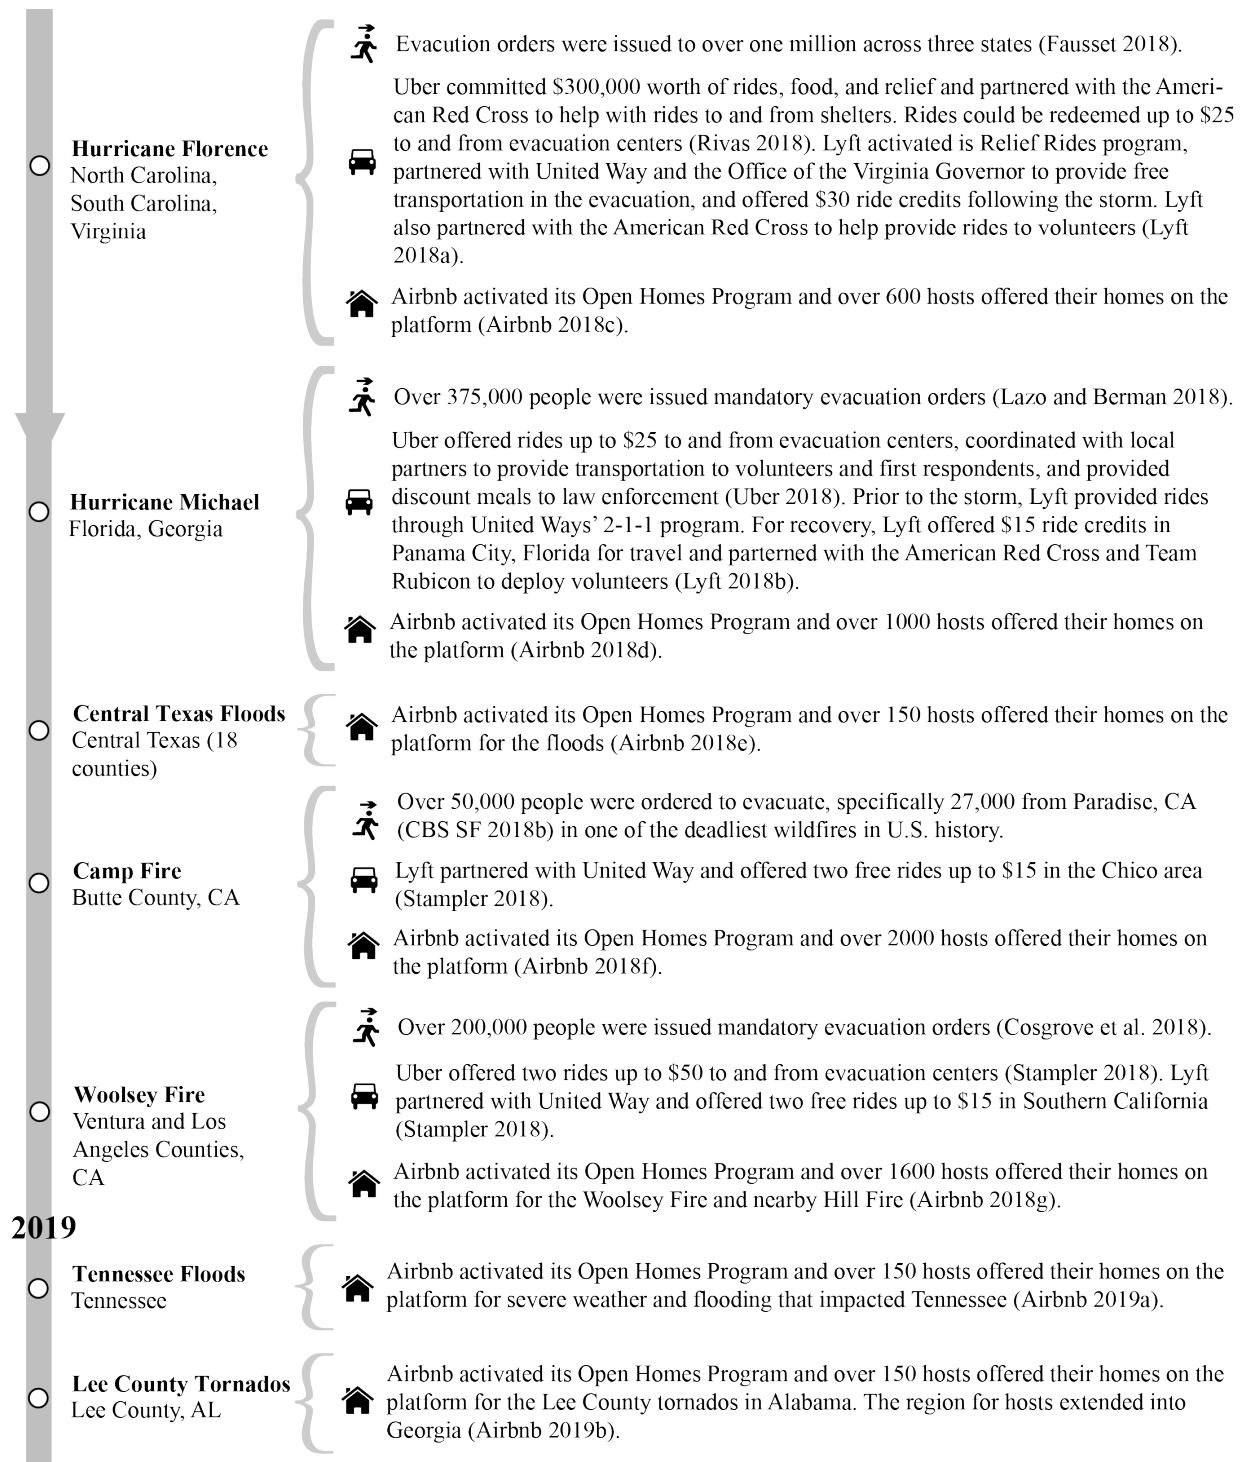 Evacution orders were issued to over one million across three states (Fausset 2018).
Hurricane Florence
North Carolina,
South Carolina,
Virginia
Uber committed $300,000 worth of rides, food, and relief and partnered with the Ameri-
can Red Cross to help with rides to and from shelters. Rides could be redeemed up to $25
to and from evacuation centers (Rivas 2018). Lyft activated is Relief Rides program,
partnered with United Way and the Office of the Virginia Governor to provide free
transportation in the evacuation, and offered $30 ride credits following the storm. Lyft
also partnered with the American Red Cross to help provide rides to volunteers (Lyft
2018a).
Airbnb activated its Open Homes Program and over 600 hosts offered their homes on the
platform (Airbnb 2018c).
Hurricane Michael
Florida, Georgia
Over 375,000 people were issued mandatory evacuation orders (Lazo and Berman 2018).
Uber offered rides up to $25 to and from evacuation centers, coordinated with local
partners to provide transportation to volunteers and first respondents, and provided
discount meals to law enforcement (Uber 2018). Prior to the storm, Lyft provided rides
through United Ways’ 2-1-1 program. For recovery, Lyft offered $15 ride credits in
Panama City, Florida for travel and parterned with the American Red Cross and Team
Rubicon to deploy volunteers (Lyft 2018b).
Airbnb activated its Open Homes Program and over 1000 hosts offered their homes on
the platform (Airbnb 2018d).
Central Texas Floods
Central Texas (18
counties)
Airbnb activated its Open Homes Program and over 150 hosts offered their homes on the
platform for the floods (Airbnb 2018e).
Camp Fire
Butte County, CA
Over 50,000 people were ordered to evacuate, specifically 27,000 from Paradise, CA
(CBS SF 2018b) in one of the deadliest wildfires in U.S. history.
Lyft partnered with United Way and offered two free rides up to $15 in the Chico area
(Stampler 2018).
Airbnb activated its Open Homes Program and over 2000 hosts offered their homes on
the platform (Airbnb 2018f).
Woolsey Fire
Ventura and Los
Angeles Counties,
CA
Over 200,000 people were issued mandatory evacuation orders (Cosgrove et al. 2018).
Uber offered two rides up to $50 to and from evacuation centers (Stampler 2018). Lyft
partnered with United Way and offered two free rides up to $15 in Southern California
(Stampler 2018).
Airbnb activated its Open Homes Program and over 1600 hosts offered their homes on
the platform for the Woolsey Fire and nearby Hill Fire (Airbnb 2018g).
2019
Tennessee Floods
Tennessee
Airbnb activated its Open Homes Program and over 150 hosts offered their homes on the
platform for severe weather and flooding that impacted Tennessee (Airbnb 2019a).
Lee County Tornados
Lee County, AL
Airbnb activated its Open Homes Program and over 150 hosts offered their homes on the
platform for the Lee County tornados in Alabama. The region for hosts extended into
Georgia (Airbnb 2019b).